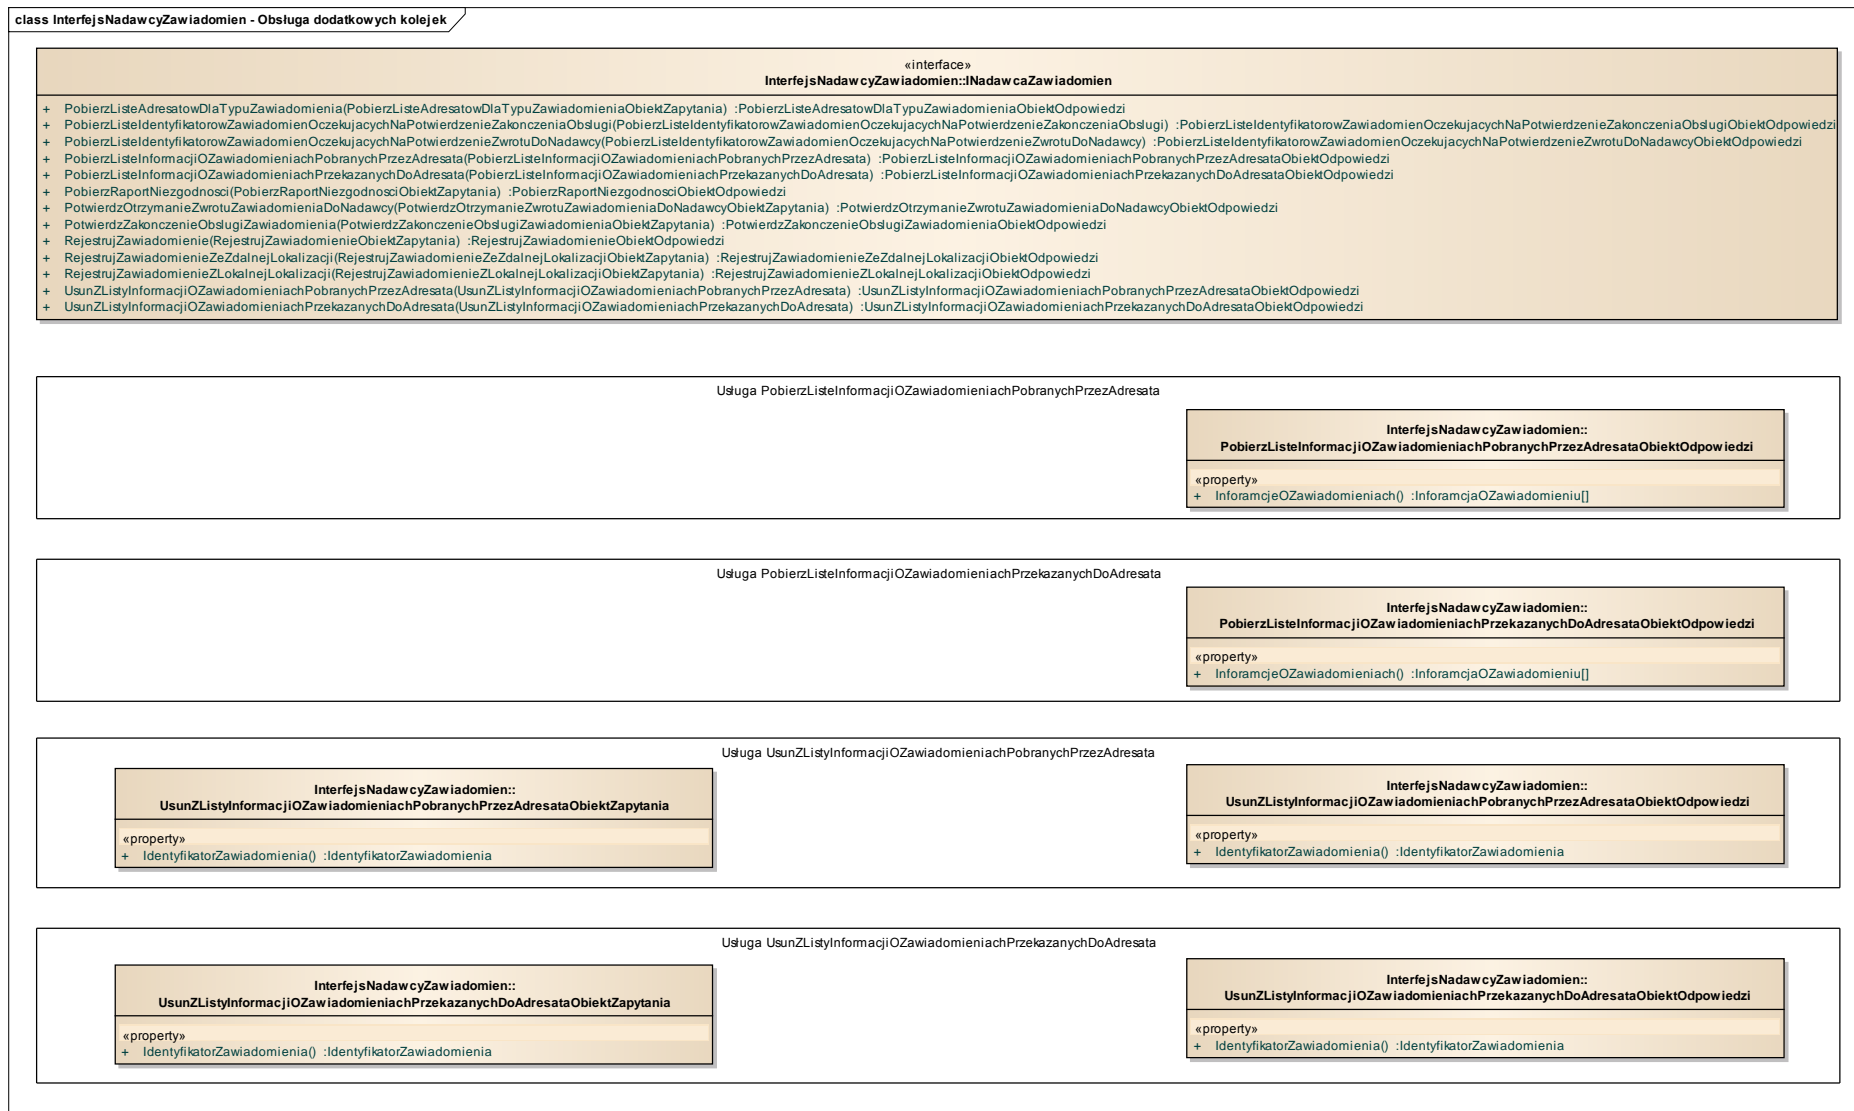 class InterfejsNadawcyZawiadomien - Obsługa dodatkowych kolejek
«interface»
InterfejsNadawcyZawiadomien::INadawcaZawiadomien
+ PobierzListeAdresatowDlaTypuZawiadomienia(PobierzListeAdresatowDlaTypuZawiadomieniaObiektZapytania) :PobierzListeAdresatowDlaTypuZawiadomieniaObiektOdpowiedzi
+ PobierzListeIdentyfikatorowZawiadomienOczekujacychNaPotwierdzenieZakonczeniaObslugi(PobierzListeIdentyfikatorowZawiadomienOczekujacychNaPotwierdzenieZakonczeniaObslugi) :PobierzListeIdentyfikatorowZawiadomienOczekujacychNaPotwierdzenieZakonczeniaObslugiObiektOdpowiedzi
+ PobierzListeIdentyfikatorowZawiadomienOczekujacychNaPotwierdzenieZwrotuDoNadawcy(PobierzListeIdentyfikatorowZawiadomienOczekujacychNaPotwierdzenieZwrotuDoNadawcy) :PobierzListeIdentyfikatorowZawiadomienOczekujacychNaPotwierdzenieZwrotuDoNadawcyObiektOdpowiedzi
+ PobierzListeInformacjiOZawiadomieniachPobranychPrzezAdresata(PobierzListeInformacjiOZawiadomieniachPobranychPrzezAdresata) :PobierzListeInformacjiOZawiadomieniachPobranychPrzezAdresataObiektOdpowiedzi
+ PobierzListeInformacjiOZawiadomieniachPrzekazanychDoAdresata(PobierzListeInformacjiOZawiadomieniachPrzekazanychDoAdresata) :PobierzListeInformacjiOZawiadomieniachPrzekazanychDoAdresataObiektOdpowiedzi
+ PobierzRaportNiezgodnosci(PobierzRaportNiezgodnosciObiektZapytania) :PobierzRaportNiezgodnosciObiektOdpowiedzi
+ PotwierdzOtrzymanieZwrotuZawiadomieniaDoNadawcy(PotwierdzOtrzymanieZwrotuZawiadomieniaDoNadawcyObiektZapytania) :PotwierdzOtrzymanieZwrotuZawiadomieniaDoNadawcyObiektOdpowiedzi
+ PotwierdzZakonczenieObslugiZawiadomienia(PotwierdzZakonczenieObslugiZawiadomieniaObiektZapytania) :PotwierdzZakonczenieObslugiZawiadomieniaObiektOdpowiedzi
+ RejestrujZawiadomienie(RejestrujZawiadomienieObiektZapytania) :RejestrujZawiadomienieObiektOdpowiedzi
+ RejestrujZawiadomienieZeZdalnejLokalizacji(RejestrujZawiadomienieZeZdalnejLokalizacjiObiektZapytania) :RejestrujZawiadomienieZeZdalnejLokalizacjiObiektOdpowiedzi
+ RejestrujZawiadomienieZLokalnejLokalizacji(RejestrujZawiadomienieZLokalnejLokalizacjiObiektZapytania) :RejestrujZawiadomienieZLokalnejLokalizacjiObiektOdpowiedzi
+ UsunZListyInformacjiOZawiadomieniachPobranychPrzezAdresata(UsunZListyInformacjiOZawiadomieniachPobranychPrzezAdresata) :UsunZListyInformacjiOZawiadomieniachPobranychPrzezAdresataObiektOdpowiedzi
+ UsunZListyInformacjiOZawiadomieniachPrzekazanychDoAdresata(UsunZListyInformacjiOZawiadomieniachPrzekazanychDoAdresata) :UsunZListyInformacjiOZawiadomieniachPrzekazanychDoAdresataObiektOdpowiedzi
Usługa PobierzListeInformacjiOZawiadomieniachPobranychPrzezAdresata
InterfejsNadawcyZawiadomien::
PobierzListeInformacjiOZawiadomieniachPobranychPrzezAdresataObiektOdpowiedzi
«property»
+ InforamcjeOZawiadomieniach() :InforamcjaOZawiadomieniu[]
Usługa PobierzListeInformacjiOZawiadomieniachPrzekazanychDoAdresata
InterfejsNadawcyZawiadomien::
PobierzListeInformacjiOZawiadomieniachPrzekazanychDoAdresataObiektOdpowiedzi
«property»
+ InforamcjeOZawiadomieniach() :InforamcjaOZawiadomieniu[]
Usługa UsunZListyInformacjiOZawiadomieniachPobranychPrzezAdresata
InterfejsNadawcyZawiadomien::
UsunZListyInformacjiOZawiadomieniachPobranychPrzezAdresataObiektZapytania
«property»
+ IdentyfikatorZawiadomienia() :IdentyfikatorZawiadomienia
InterfejsNadawcyZawiadomien::
UsunZListyInformacjiOZawiadomieniachPobranychPrzezAdresataObiektOdpowiedzi
«property»
+ IdentyfikatorZawiadomienia() :IdentyfikatorZawiadomienia
Usługa UsunZListyInformacjiOZawiadomieniachPrzekazanychDoAdresata
InterfejsNadawcyZawiadomien::
UsunZListyInformacjiOZawiadomieniachPrzekazanychDoAdresataObiektZapytania
«property»
+ IdentyfikatorZawiadomienia() :IdentyfikatorZawiadomienia
InterfejsNadawcyZawiadomien::
UsunZListyInformacjiOZawiadomieniachPrzekazanychDoAdresataObiektOdpowiedzi
«property»
+ IdentyfikatorZawiadomienia() :IdentyfikatorZawiadomienia